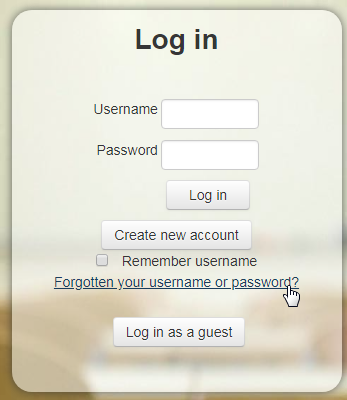 Log in
Username
Password
Log in
Create new account
Remember username
Forgotten your username or password?
Log in as a guest